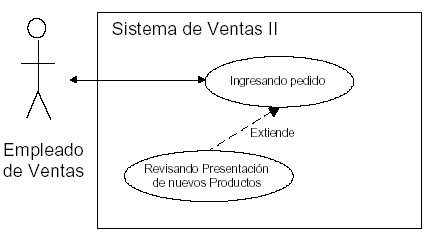 Sistema de Ventas II
Ingresando pedido
Extiende
Empleado
de Ventas
Revisando Presentación
de nuevos Productos